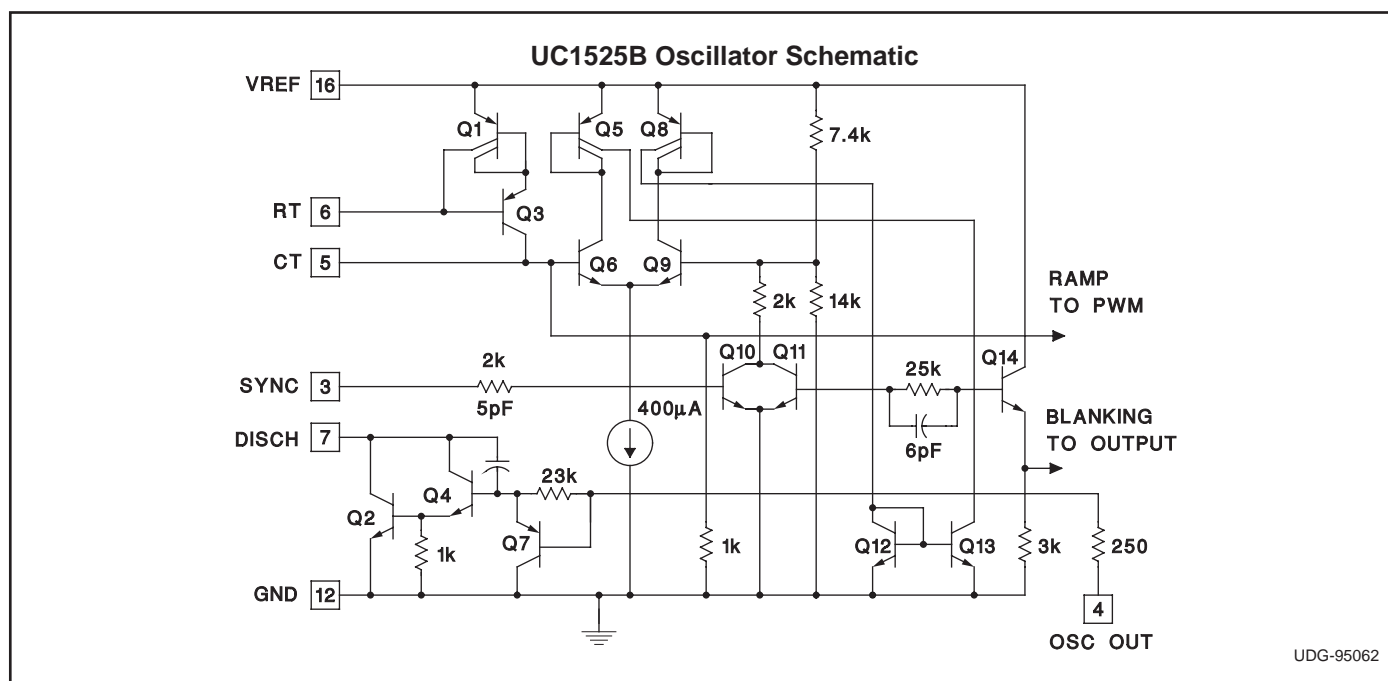 UC1525B Oscillator Schematic
VREF 16
Q1
Q5
Q8
7.4k
RT 6
Q3
CT 5
Q6
Q9
2k
14k
RAMP
TO PWM
Q10
Q11
Q14
2k
25k
SYNC 3
5pF
400µA
6pF
BLANKING
TO OUTPUT
DISCH 7
23k
Q4
Q2
1k
Q7
1k
Q12
Q13
3k
250
GND 12
4
OSC OUT
UDG-95062